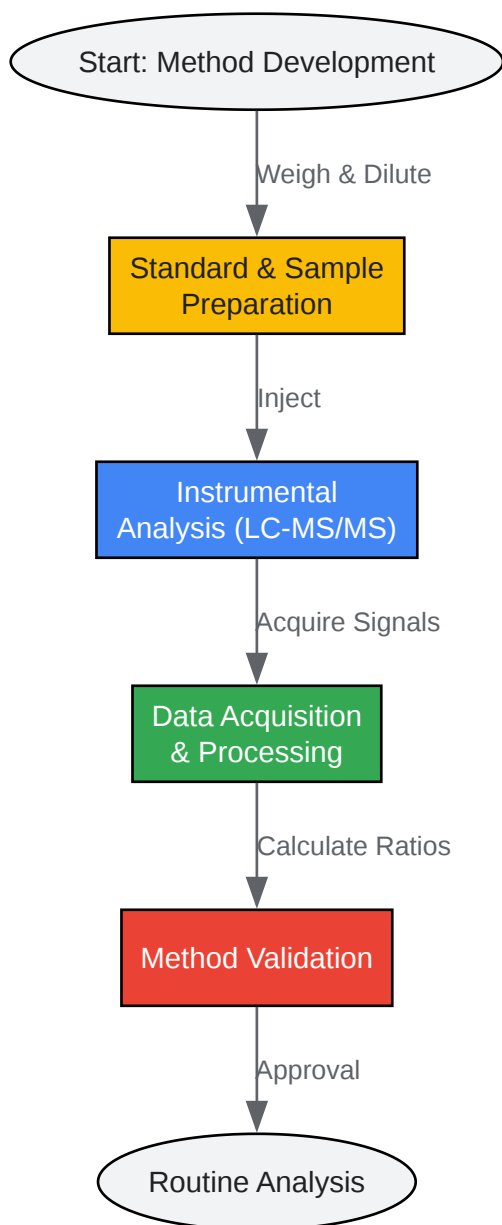 Start: Method Development
Weigh & Dilute
Standard & Sample
Preparation
Inject
Instrumental
Analysis (LC-MS/MS)
Acquire Signals
Data Acquisition
& Processing
Calculate Ratios
Method Validation
Approval
Routine Analysis